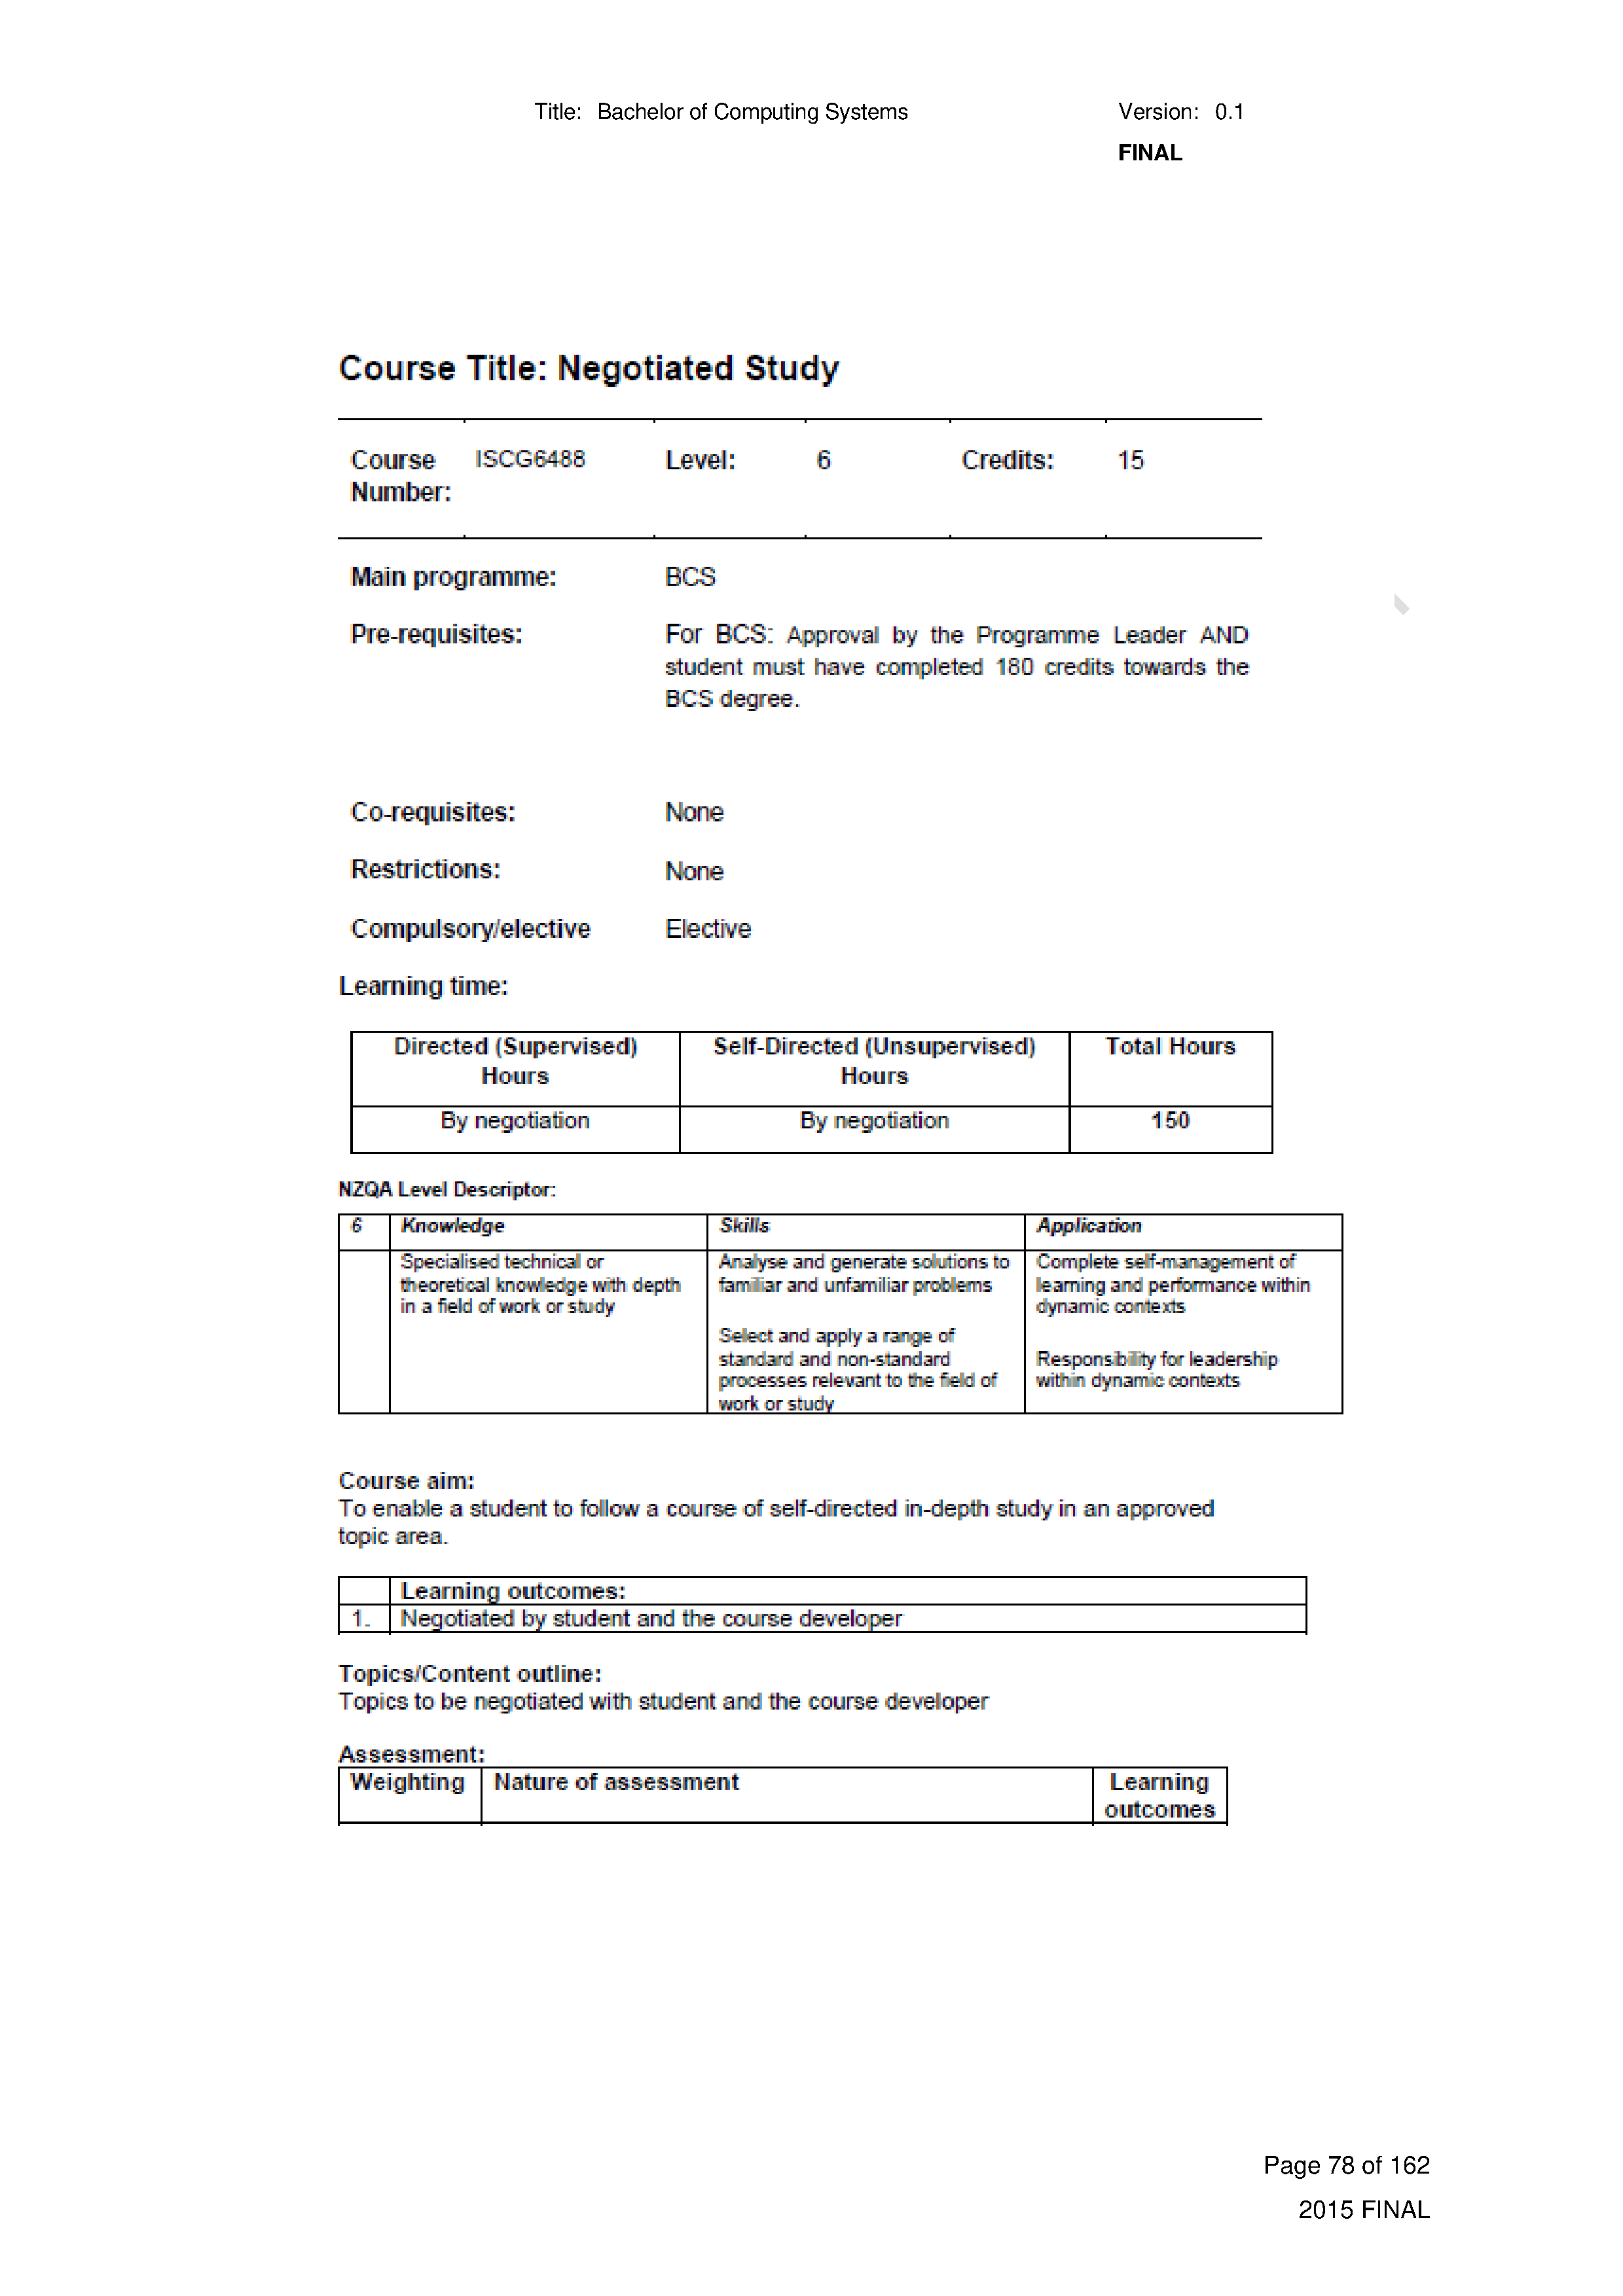 Title: Bachelor of Computing Systems Version: 0.1
FINAL
Course Title: Negotiated Study
Course ISCG6488 Level: 6 Credits: 15
Number:
Main programme: BCS
Pre-requisites: For BCS: Approval by the Programme Leader AND
student must have completed 180 credits towards the
BCS degree.
Co-requisites: None
Restrictions: None
Compulsory/elective Elective
Learning time:
Directed (Supervised) Self-Directed (Unsupervised) Total Hours
Hours Hours
By negotiation By negotiation 150
NZQA Level Descriptor:
6 Knowledge Skills Application
Specialised technical or Analyse and generate solutions to Complete self-management of
theoretical knowledge with depth familiar and unfamiliar problems learning and performance within
in a field of work or study dynamic contexts
Select and apply a range of
standard and non-standard Responsibility for leadership
processes relevant to the field of within dynamic contexts
work or study
Course aim:
To enable a student to follow a course of self-directed in-depth study in an approved
topic area.
Learning outcomes:
1. Negotiated by student and the course developer
Topics/Content outline:
Topics to be negotiated with student and the course developer
Assessment:
Weighting Nature of assessment Learning
outcomes
Page 78 of 162
2015 FINAL